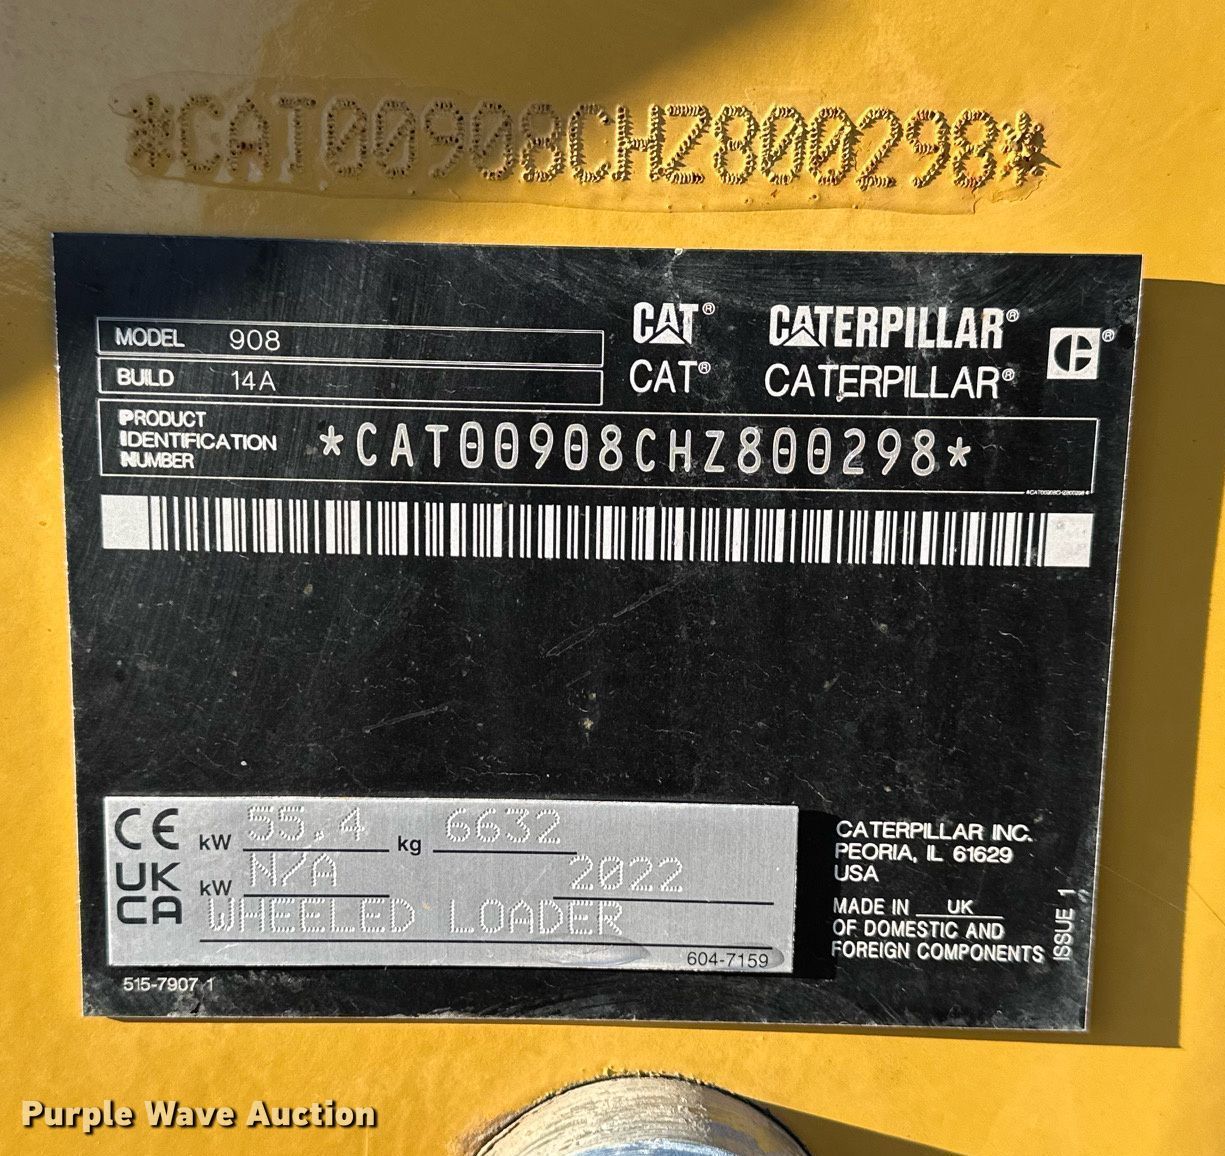 *CAT00908CHZ800298*
MODEL 908
BUILD 14A
CAT® CATERPILLAR®
CAT® CATERPILLAR®
C®
PRODUCT
IDENTIFICATION
NUMBER
*CAT00908CHZ800298*
*CAT00908CHZ800298*
CE kW 55,4 kg 6632
UK
CA kW N/A 2022
WHEELED LOADER
604-7159
515-7907 1
CATERPILLAR INC.
PEORIA, IL 61629
USA
MADE IN UK
OF DOMESTIC AND
FOREIGN COMPONENTS
ISSUE 1
Purple Wave Auction